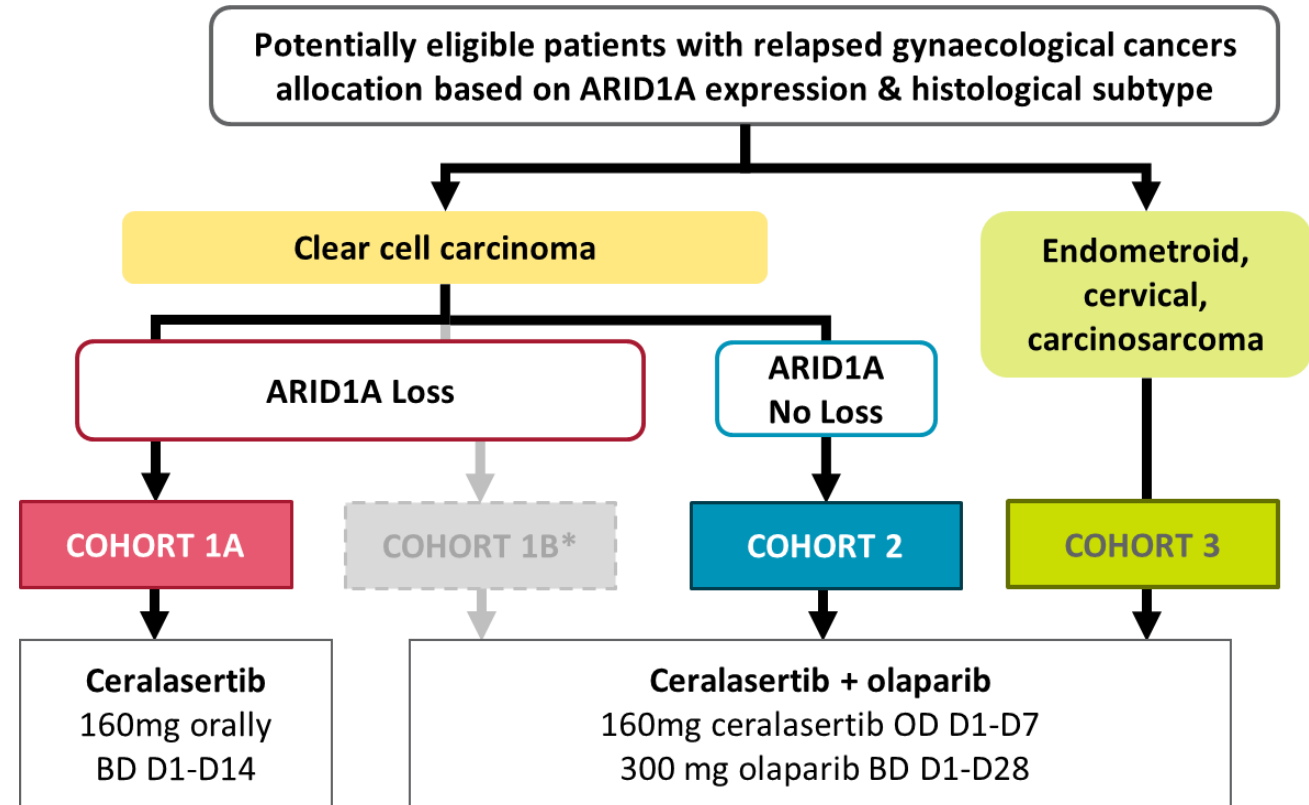 Potentially eligible patients with relapsed gynaecological cancers
allocation based on ARID1A expression & histological subtype
Clear cell carcinoma
Endometroid,
cervical,
carcinosarcoma
ARID1A Loss
ARID1A
No Loss
COHORT 1A
COHORT 1B*
COHORT 2
COHORT 3
Ceralasertib
160mg orally
BD D1-D14
Ceralasertib + olaparib
160mg ceralasertib OD D1-D7
300 mg olaparib BD D1-D28